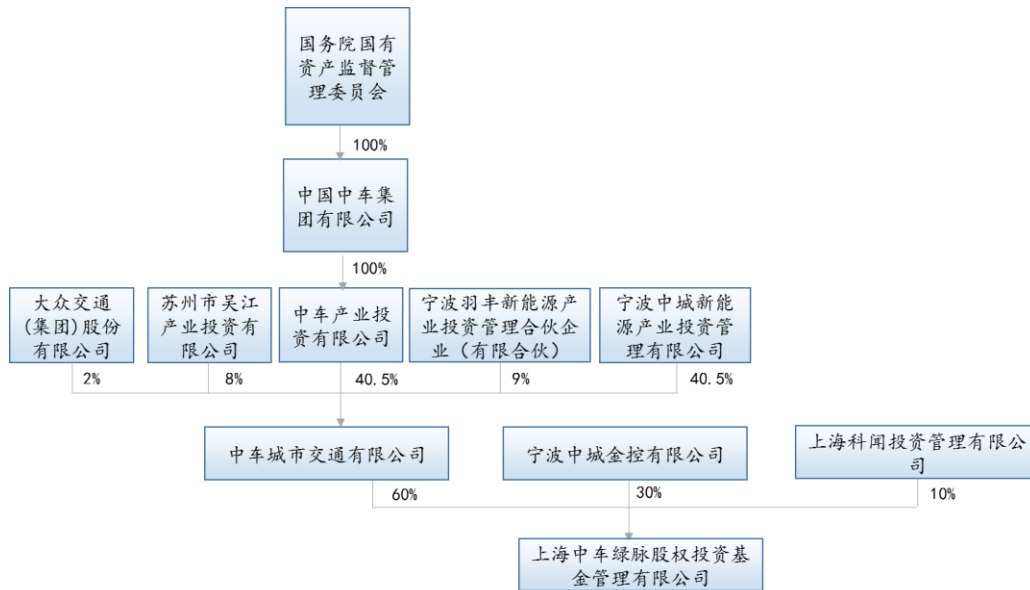 国务院国有
资产监督管
理委员会
100%
中国中车集
团有限公司
100%
大众交通
(集团)股份
有限公司
苏州市吴江
产业投资有
限公司
中车产业投
资有限公司
宁波羽丰新能源产
业投资管理合伙企
业（有限合伙）
宁波中城新能
源产业投资管
理有限公司
2%
8%
40.5%
9%
40.5%
中车城市交通有限公司
宁波中城金控有限公司
上海科闻投资管理有限公
司
60%
30%
10%
上海中车绿脉股权投资基
金管理有限公司